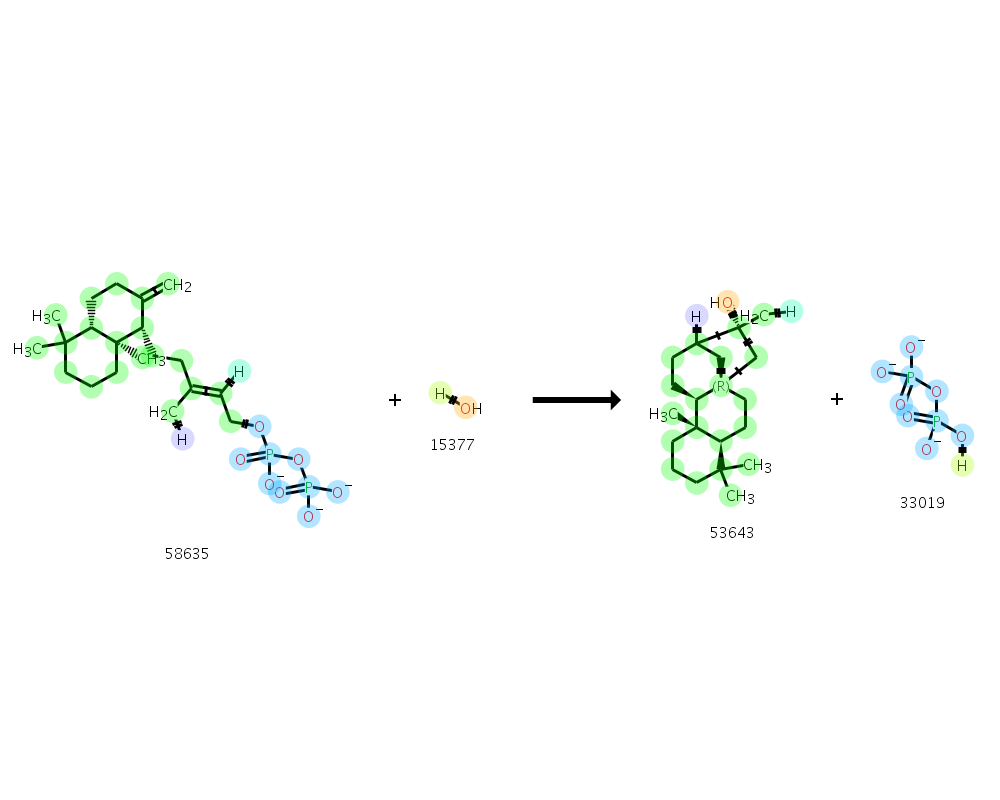 CH2
H3C
H3C
CH3
H
H2C
H
O
O P O
O− O P O−
O−
58635
+
H OH
15377
HO H2C H
H
(R)
H3C
CH3
CH3
53643
+
O−
O− P O
O O P O
O− H
33019